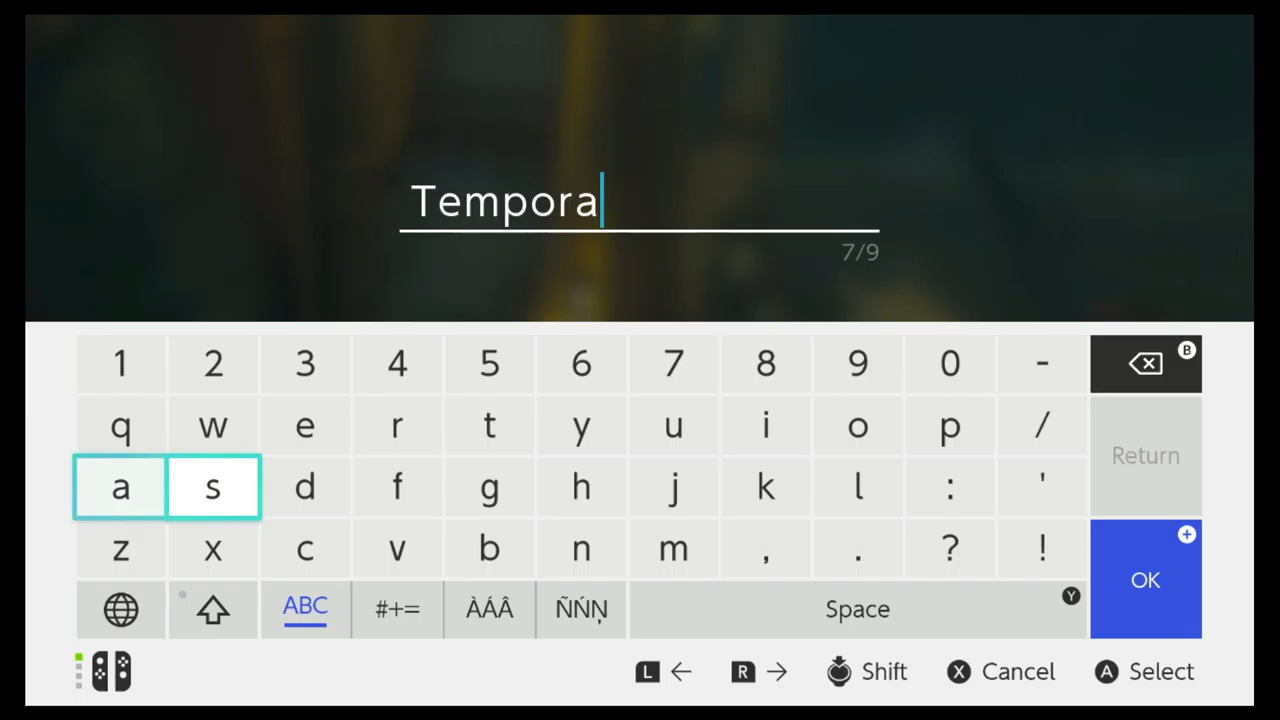 Tempora
7/9
1 2 3 4 5 6 7 8 9 0 - B
q w e r t y u i o p / Return
a s d f g h j k l : '
z x c v b n m , . ? ! + OK
ABC #+= ÀÁÂ ÑŃŅ Space Y
L ← R → Shift X Cancel A Select